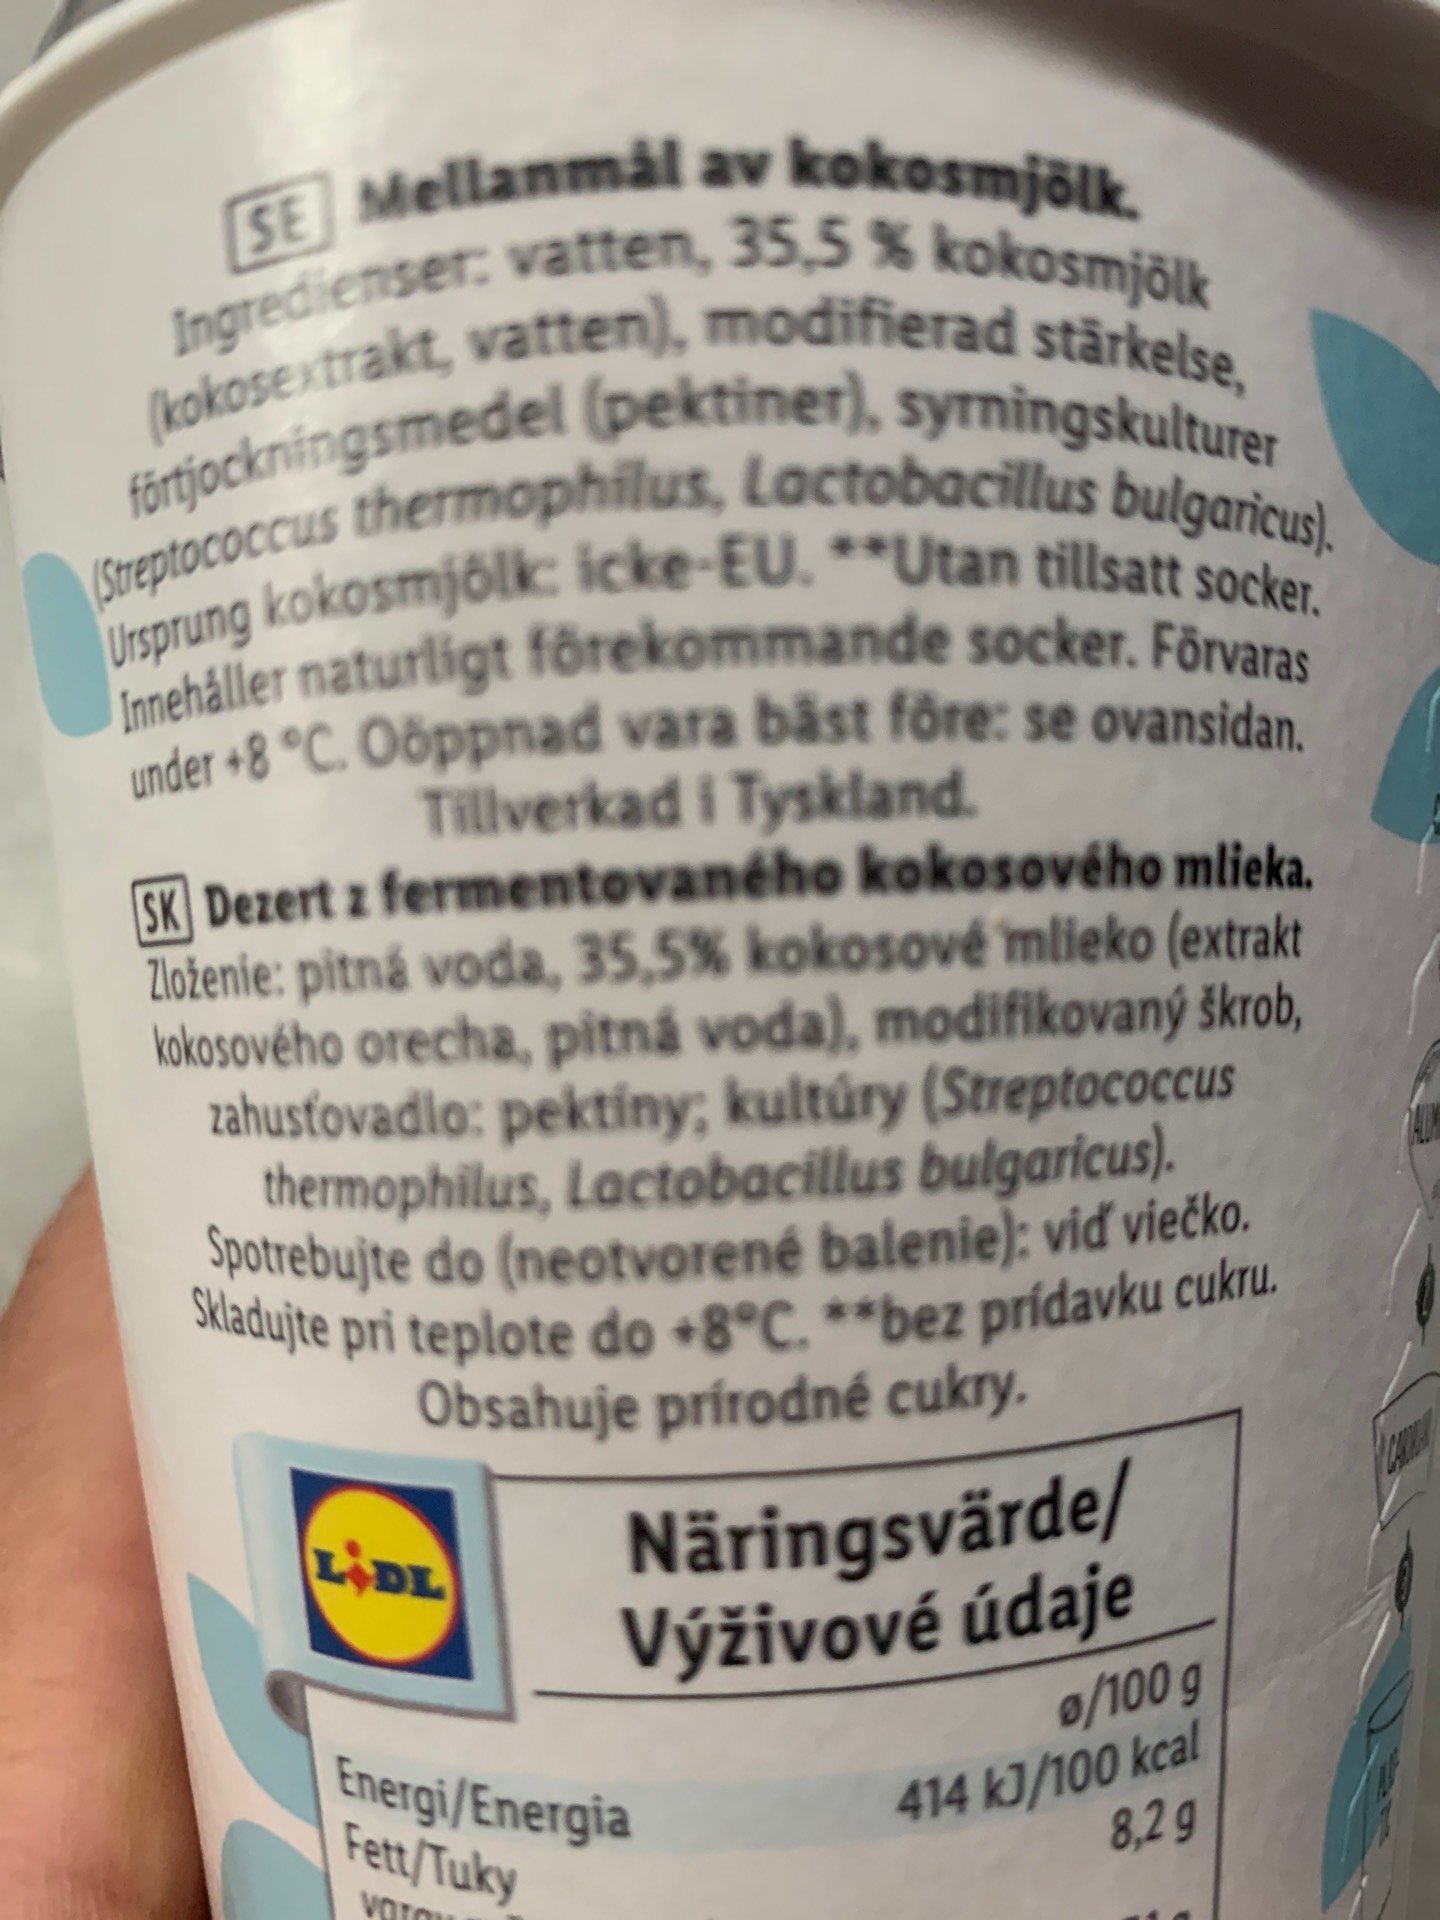 SE Mellanmål av kokosmjölk.
Ingredienser: vatten, 35,5 % kokosmjölk
(kokosextrakt, vatten), modifierad stärkelse,
förtjockningsmedel (pektiner), syrningskulturer
(Streptococcus thermophilus, Lactobacillus bulgaricus).
Ursprung kokosmjölk: icke-EU. **Utan tillsatt socker.
Innehåller naturligt förekommande socker. Förvaras
under +8 °C. Oöppnad vara bäst före: se ovansidan.
Tillverkad i Tyskland.
SK Dezert z fermentovaného kokosového mlieka.
Zloženie: pitná voda, 35,5% kokosové mlieko (extrakt
kokosového orecha, pitná voda), modifikovaný škrob,
zahusťovadlo: pektíny; kultúry (Streptococcus
thermophilus, Lactobacillus bulgaricus).
Spotrebujte do (neotvorené balenie): viď viečko.
Skladujte pri teplote do +8°C. **bez prídavku cukru.
Obsahuje prírodné cukry.
LIDL
Näringsvärde/
Výživové údaje
ø/100 g
Energi/Energia 414 kJ/100 kcal
Fett/Tuky 8,2 g